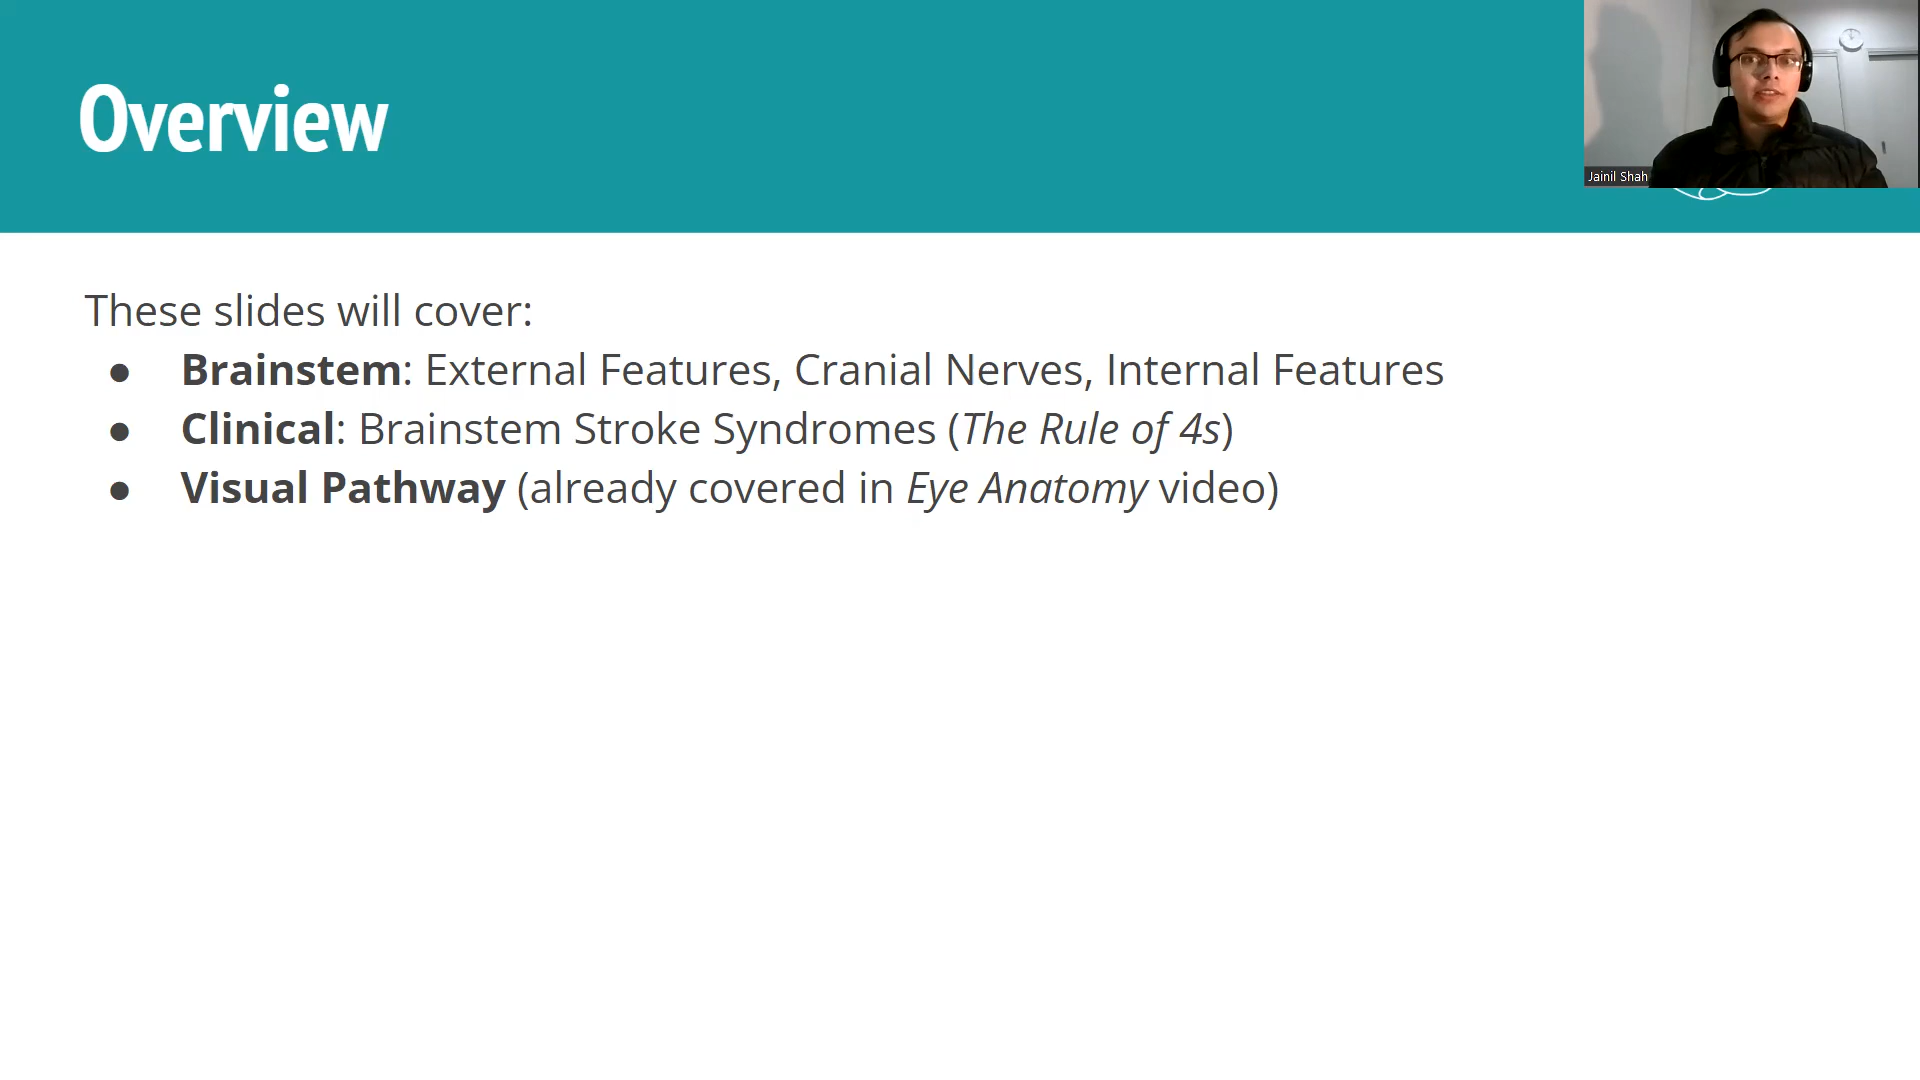 Overview
Jainil Shah
These slides will cover:
● Brainstem: External Features, Cranial Nerves, Internal Features
● Clinical: Brainstem Stroke Syndromes (The Rule of 4s)
● Visual Pathway (already covered in Eye Anatomy video)